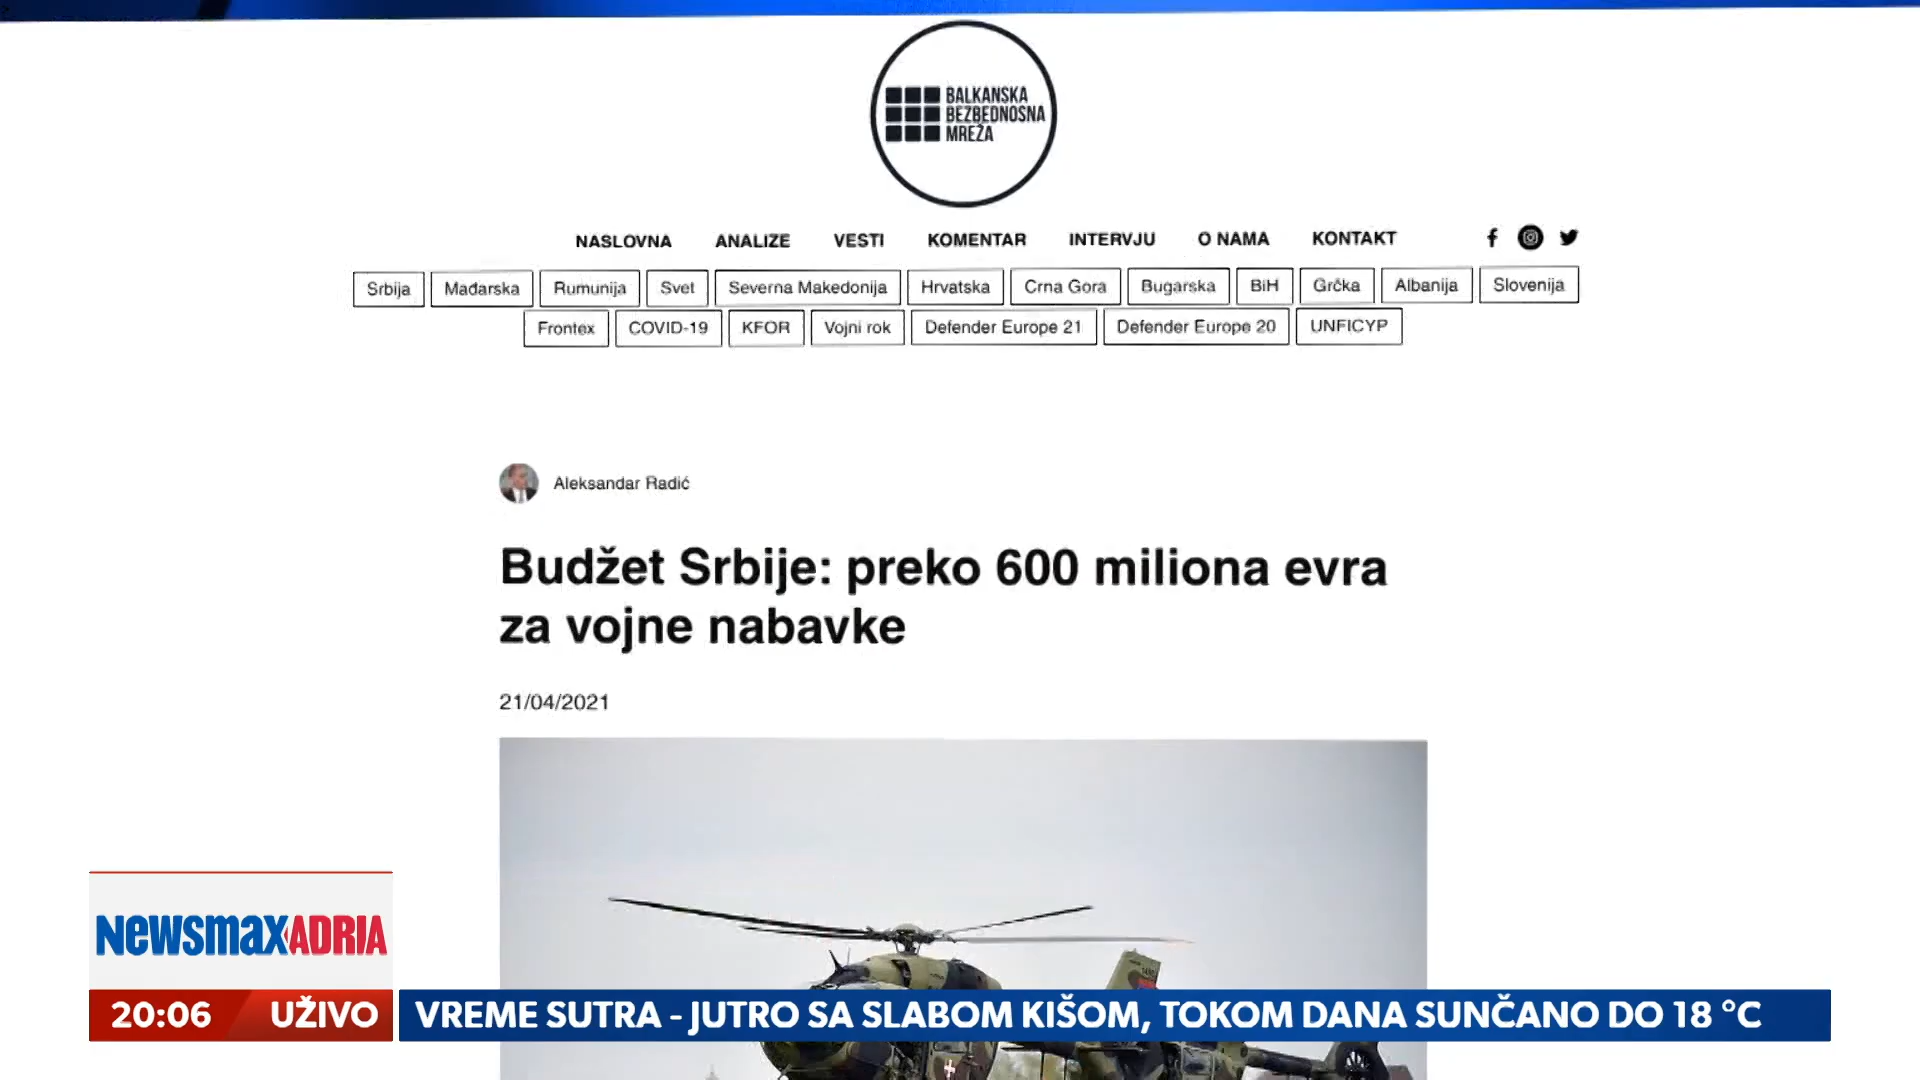 BALKANSKA
BEZBEDNOSNA
MREŽA
NASLOVNA ANALIZE VESTI KOMENTAR INTERVJU O NAMA KONTAKT
Srbija Mađarska Rumunija Svet Severna Makedonija Hrvatska Crna Gora Bugarska BiH Grčka Albanija Slovenija
Frontex COVID-19 KFOR Vojni rok Defender Europe 21 Defender Europe 20 UNFICYP
Aleksandar Radić
Budžet Srbije: preko 600 miliona evra
za vojne nabavke
21/04/2021
NEWSMAX ADRIA
20:06 UŽIVO VREME SUTRA - JUTRO SA SLABOM KIŠOM, TOKOM DANA SUNČANO DO 18 °C